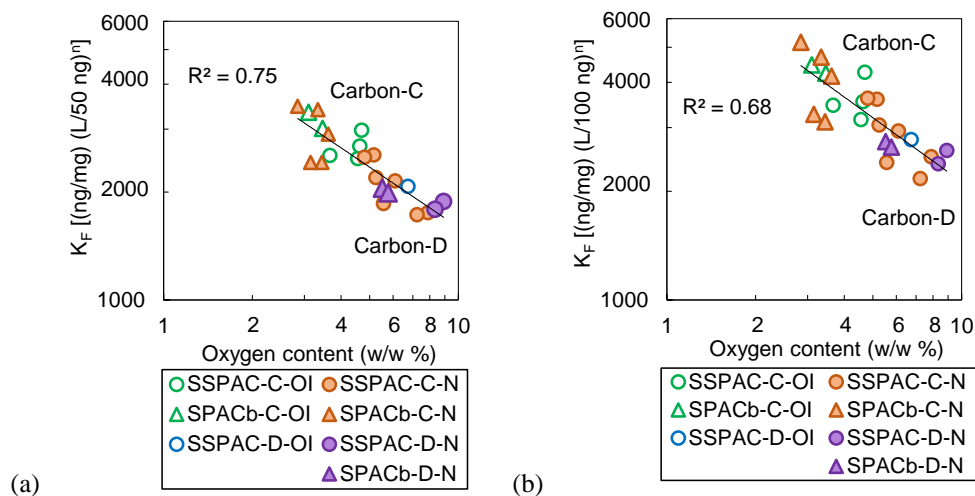 6000
4000
2000
1000
K_F [(ng/mg) (L/50 ng)ⁿ]
R² = 0.75
Carbon-C
Carbon-D
1 2 4 6 8 10
Oxygen content (w/w %)
SSPAC-C-OI SSPAC-C-N
SPACb-C-OI SPACb-C-N
SSPAC-D-OI SSPAC-D-N
SPACb-D-N
(a)
6000
4000
2000
1000
K_F [(ng/mg) (L/100 ng)ⁿ]
Carbon-C
R² = 0.68
Carbon-D
1 2 4 6 8 10
Oxygen content (w/w %)
SSPAC-C-OI SSPAC-C-N
SPACb-C-OI SPACb-C-N
SSPAC-D-OI SSPAC-D-N
SPACb-D-N
(b)